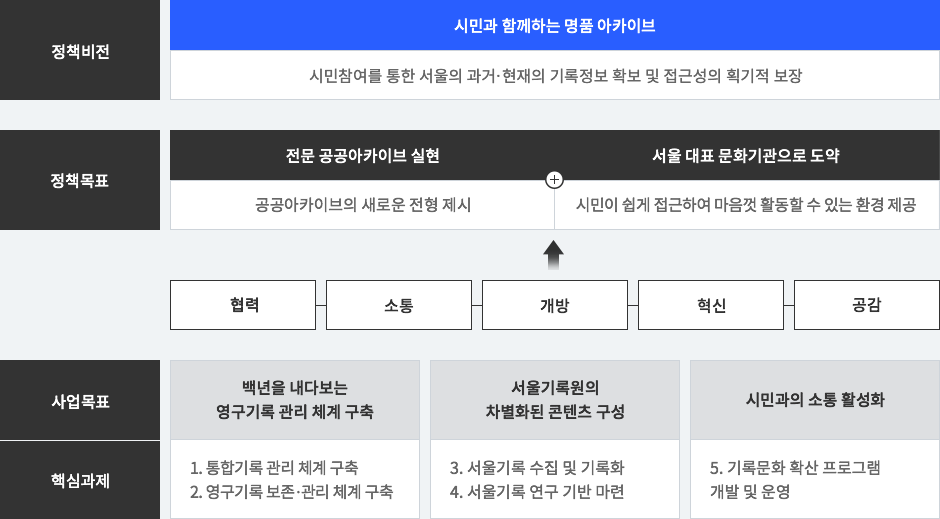 정책비전
시민과 함께하는 명품 아카이브
시민참여를 통한 서울의 과거·현재의 기록정보 확보 및 접근성의 획기적 보장
정책목표
전문 공공아카이브 실현
서울 대표 문화기관으로 도약
공공아카이브의 새로운 전형 제시
시민이 쉽게 접근하여 마음껏 활동할 수 있는 환경 제공
협력
소통
개방
혁신
공감
사업목표
백년을 내다보는
영구기록 관리 체계 구축
서울기록원의
차별화된 콘텐츠 구성
시민과의 소통 활성화
핵심과제
1. 통합기록 관리 체계 구축
2. 영구기록 보존·관리 체계 구축
3. 서울기록 수집 및 기록화
4. 서울기록 연구 기반 마련
5. 기록문화 확산 프로그램
개발 및 운영